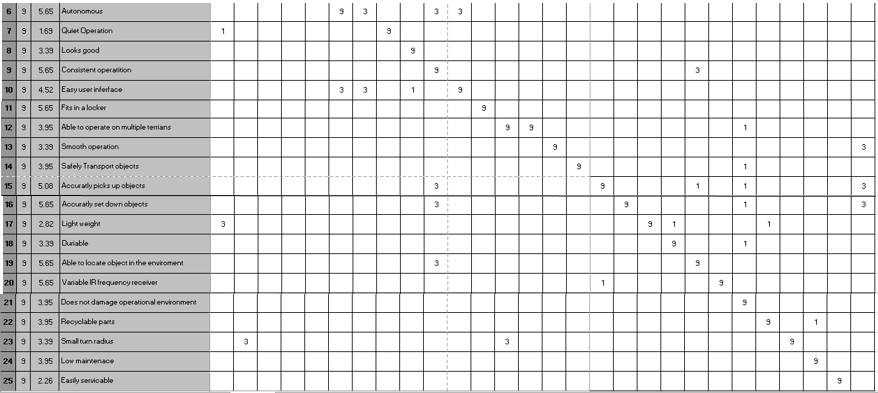 6 9 5.65 Autonomous 9 3 3 3
7 9 1.69 Quiet Operation 1 9
8 9 3.39 Looks good 9
9 9 5.65 Consistent operatition 9 3
10 9 4.52 Easy user inferface 3 3 1 9
11 9 5.65 Fits in a locker 9
12 9 3.95 Able to operate on multiple terrians 9 9 1
13 9 3.39 Smooth operation 9 3
14 9 3.95 Safely Transport objects 9 1
15 9 5.08 Accuratly picks up objects 3 9 1 1 3
16 9 5.65 Accuratly set down objects 3 9 1 3
17 9 2.82 Light weight 3 9 1 1
18 9 3.39 Duriable 9 1
19 9 5.65 Able to locate object in the enviroment 3 9
20 9 5.65 Variable IR frequency receiver 1 9
21 9 3.95 Does not damage operational environment 9
22 9 3.95 Recyclable parts 9 1
23 9 3.39 Small turn radius 3 3 9
24 9 3.95 Low maintenace 9
25 9 2.26 Easily servicable 9